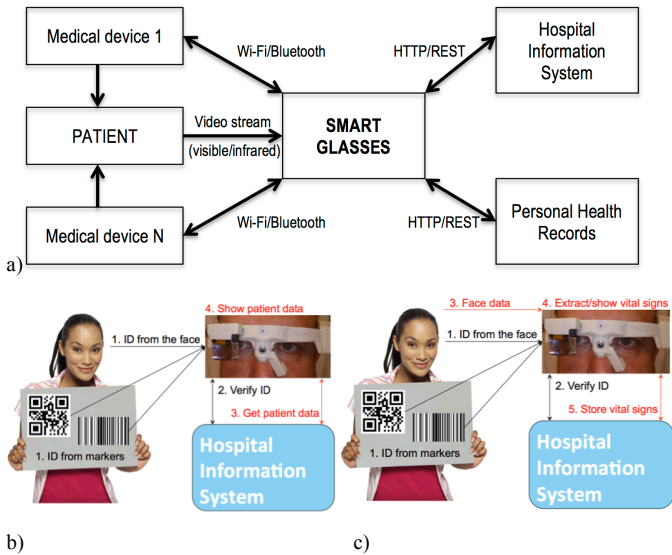 Medical device 1
Wi-Fi/Bluetooth
HTTP/REST
Hospital
Information
System
PATIENT
Video stream
(visible/infrared)
SMART
GLASSES
Medical device N
Wi-Fi/Bluetooth
HTTP/REST
Personal Health
Records
a)
4. Show patient data
1. ID from the face
2. Verify ID
3. Get patient data
1. ID from markers
Hospital
Information
System
b)
3. Face data
4. Extract/show vital signs
1. ID from the face
2. Verify ID
5. Store vital signs
1. ID from markers
Hospital
Information
System
c)